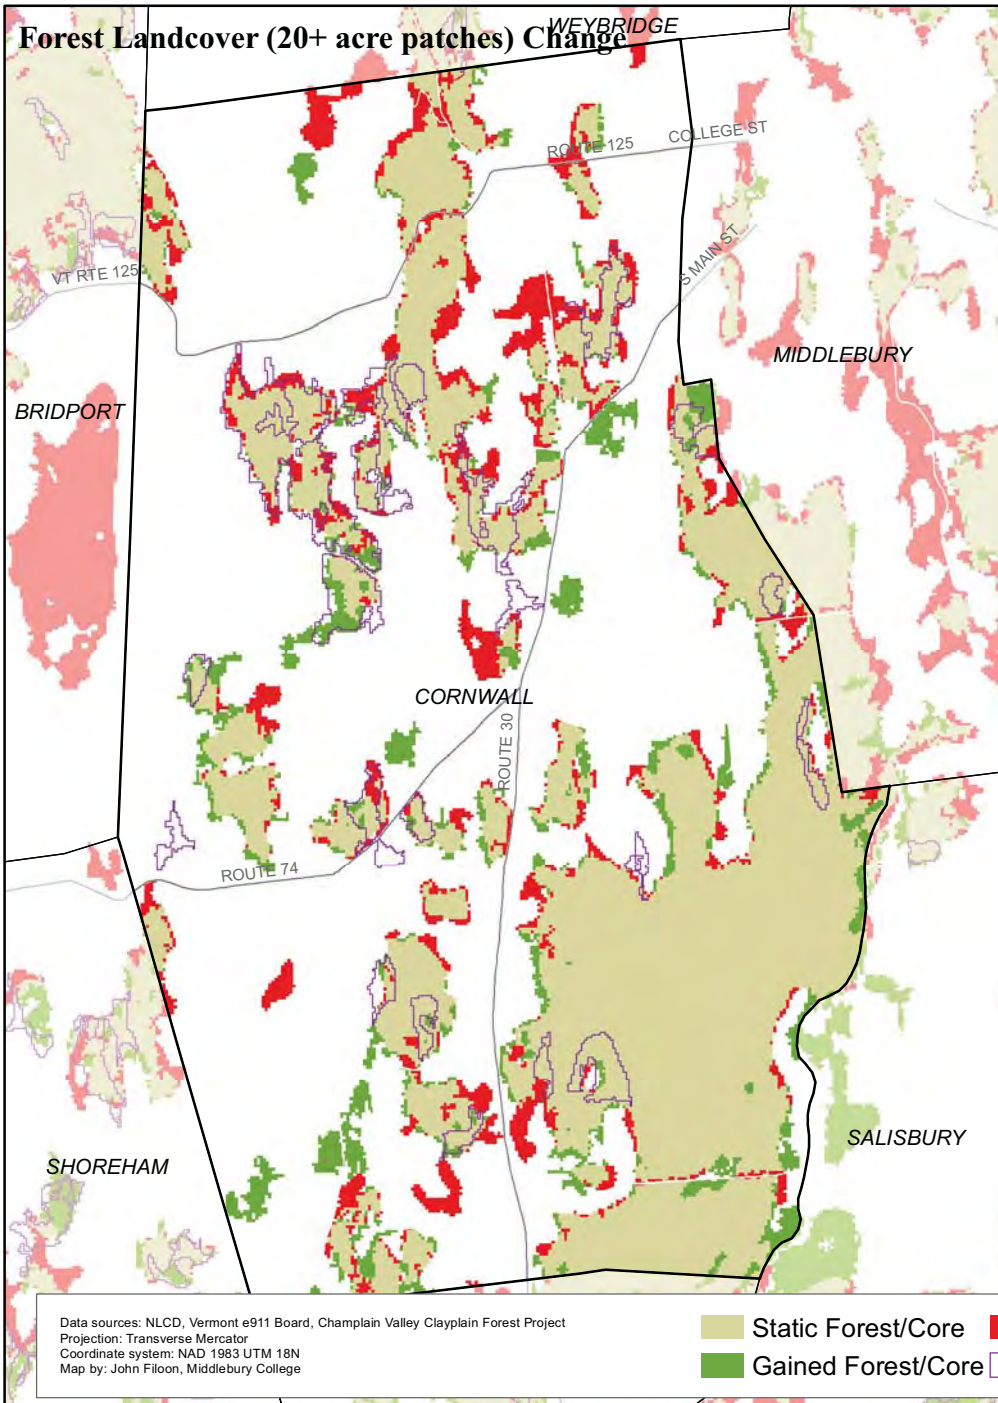 Forest Landcover (20+ acre patches) Change
WEYBRIDGE
ROUTE 125
COLLEGE ST
S MAIN ST
VT RTE 125
MIDDLEBURY
BRIDPORT
CORNWALL
ROUTE 30
ROUTE 74
SALISBURY
SHOREHAM
Data sources: NLCD, Vermont e911 Board, Champlain Valley Clayplain Forest Project
Projection: Transverse Mercator
Coordinate system: NAD 1983 UTM 18N
Map by: John Filoon, Middlebury College
Static Forest/Core
Gained Forest/Core